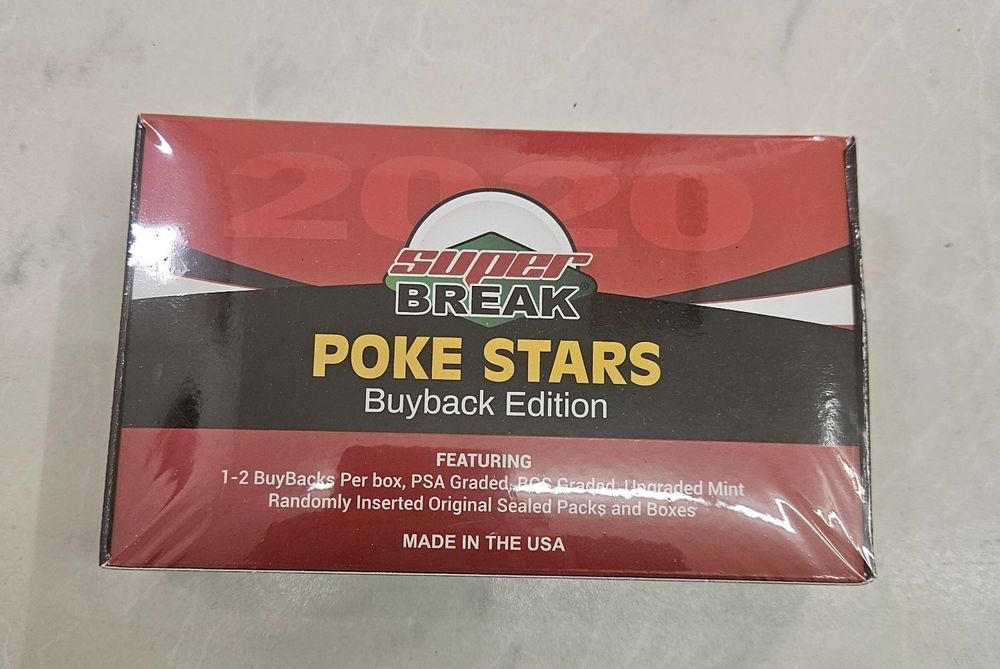 2020
super
BREAK®
POKE STARS
Buyback Edition
FEATURING
1-2 BuyBacks Per box, PSA Graded, BGS Graded, Ungraded Mint
Randomly Inserted Original Sealed Packs and Boxes
MADE IN THE USA